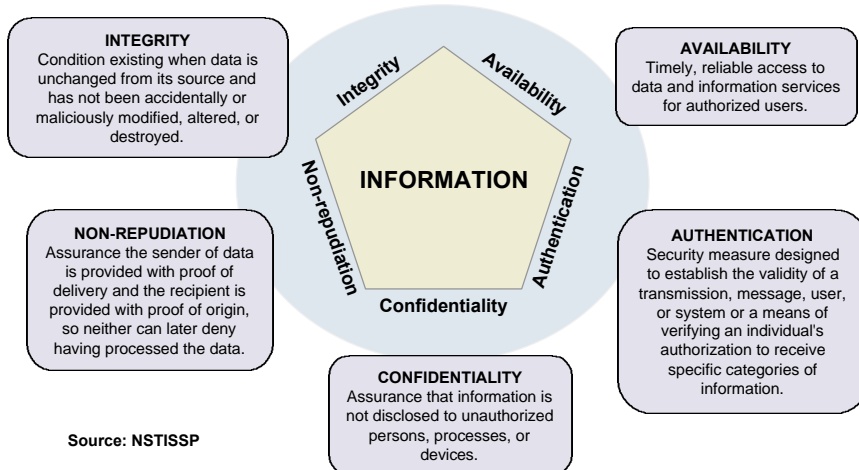 INTEGRITY
Condition existing when data is
unchanged from its source and
has not been accidentally or
maliciously modified, altered, or
destroyed.
Integrity
Availability
AVAILABILITY
Timely, reliable access to
data and information services
for authorized users.
INFORMATION
Non-repudiation
Authentication
Confidentiality
NON-REPUDIATION
Assurance the sender of data
is provided with proof of
delivery and the recipient is
provided with proof of origin,
so neither can later deny
having processed the data.
AUTHENTICATION
Security measure designed
to establish the validity of a
transmission, message, user,
or system or a means of
verifying an individual's
authorization to receive
specific categories of
information.
CONFIDENTIALITY
Assurance that information is
not disclosed to unauthorized
persons, processes, or
devices.
Source: NSTISSP